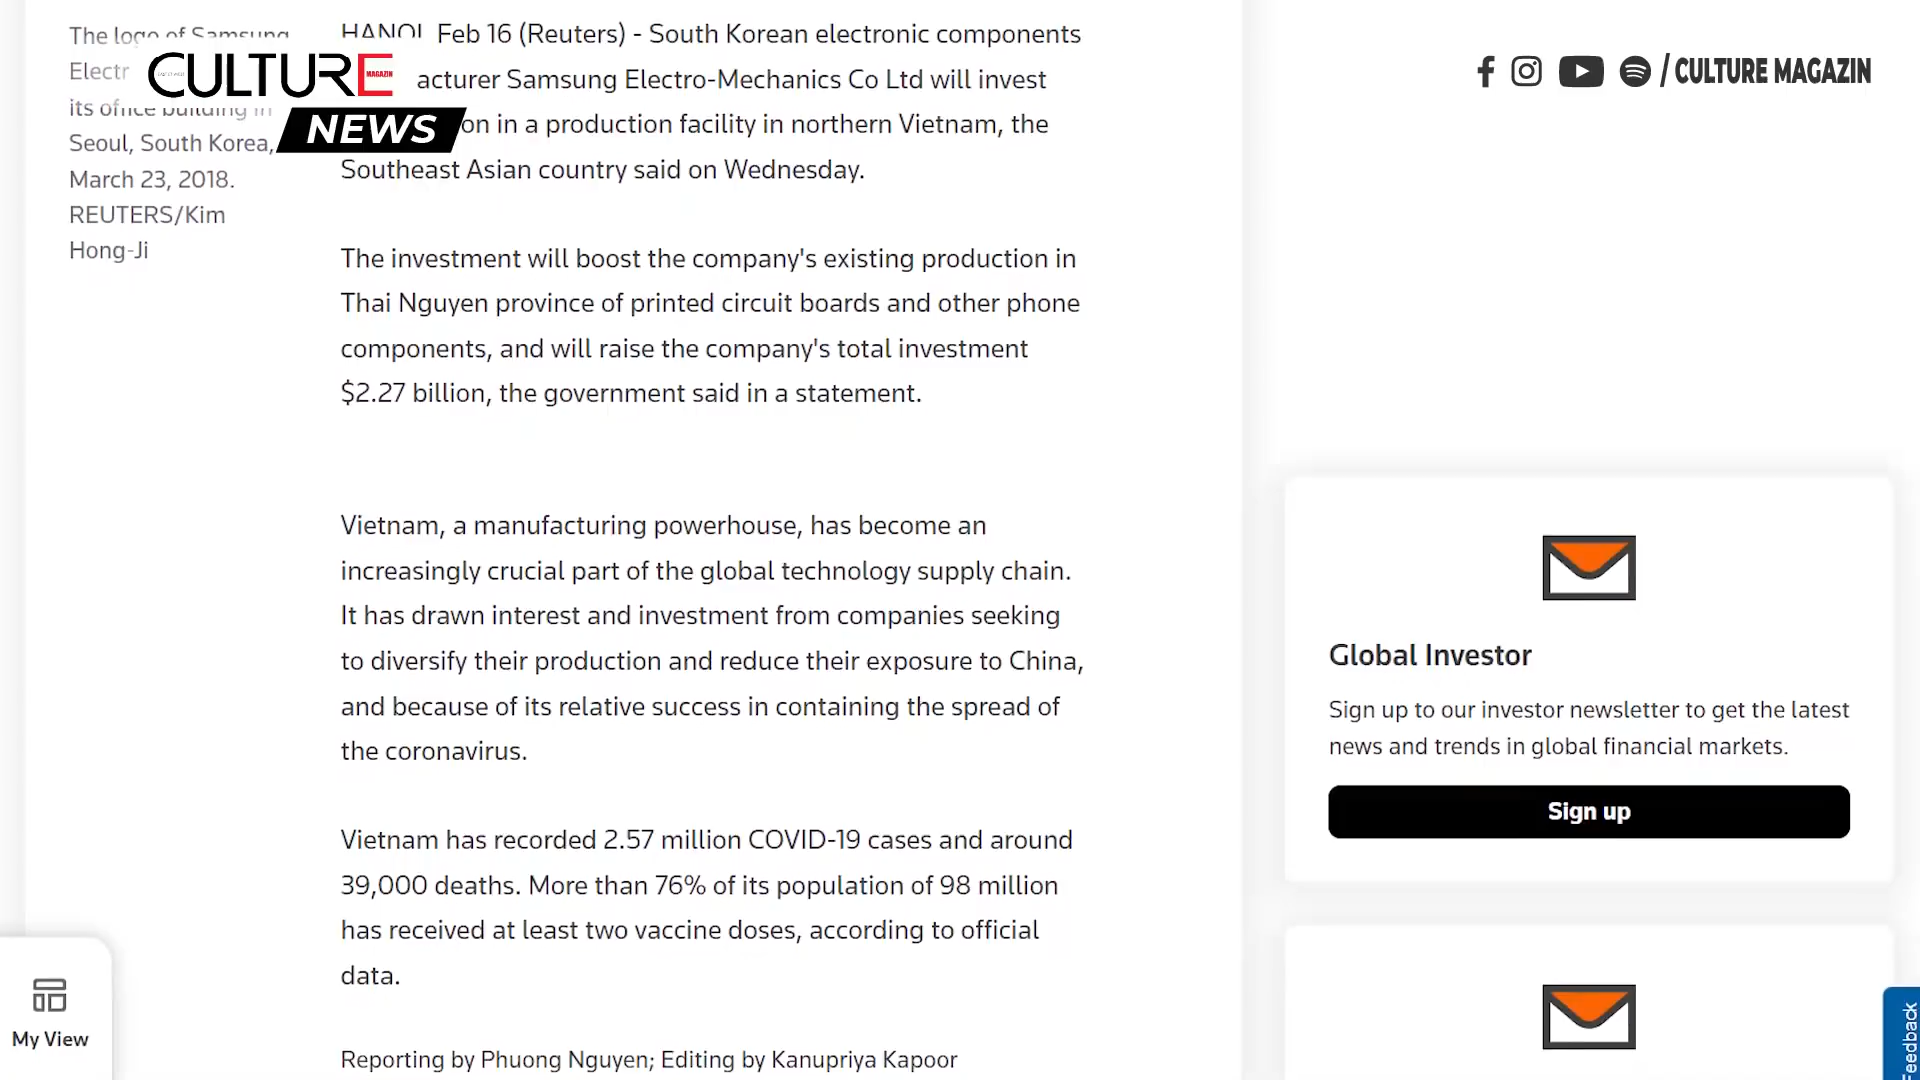 The logo of Samsung
its office building in
Seoul, South Korea,
March 23, 2018.
REUTERS/Kim
Hong-Ji
CULTURE
MAGAZIN
NEWS
HANOI, Feb 16 (Reuters) - South Korean electronic components
acturer Samsung Electro-Mechanics Co Ltd will invest
on in a production facility in northern Vietnam, the
Southeast Asian country said on Wednesday.
The investment will boost the company's existing production in
Thai Nguyen province of printed circuit boards and other phone
components, and will raise the company's total investment
$2.27 billion, the government said in a statement.
Vietnam, a manufacturing powerhouse, has become an
increasingly crucial part of the global technology supply chain.
It has drawn interest and investment from companies seeking
to diversify their production and reduce their exposure to China,
and because of its relative success in containing the spread of
the coronavirus.
Vietnam has recorded 2.57 million COVID-19 cases and around
39,000 deaths. More than 76% of its population of 98 million
has received at least two vaccine doses, according to official
data.
Reporting by Phuong Nguyen; Editing by Kanupriya Kapoor
/ CULTURE MAGAZIN
Global Investor
Sign up to our investor newsletter to get the latest
news and trends in global financial markets.
Sign up
My View
Feedback